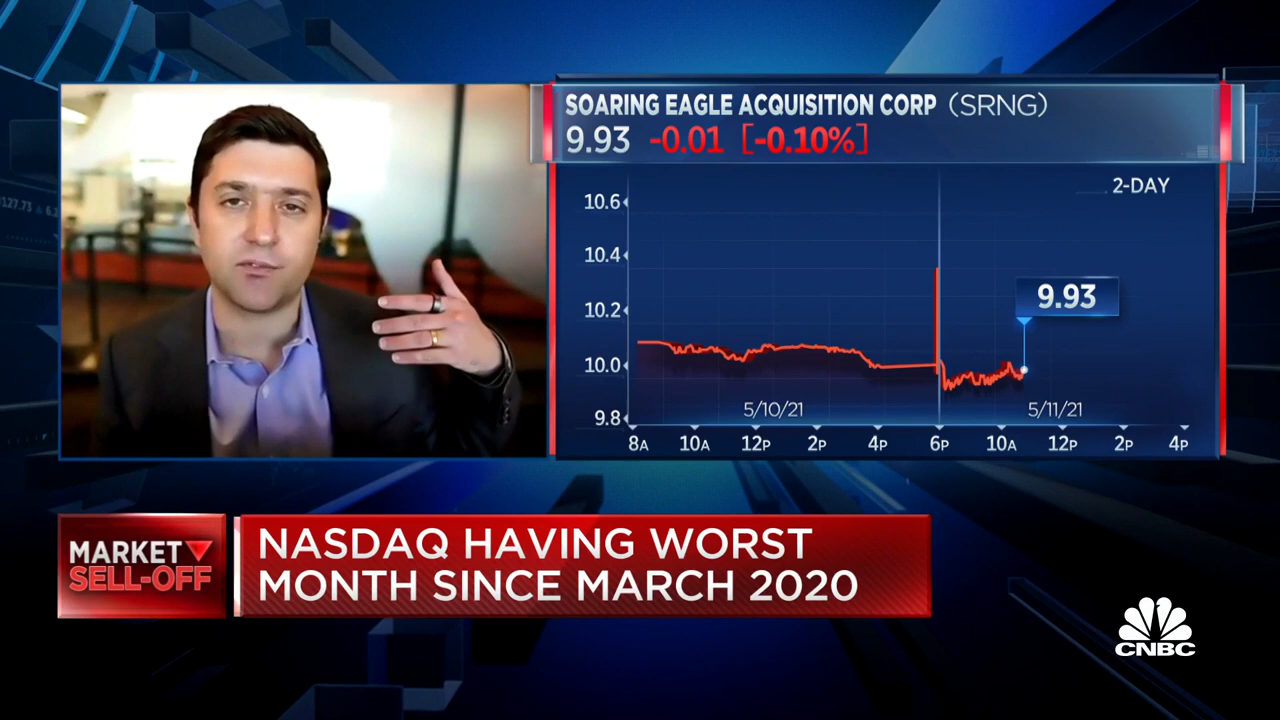 SOARING EAGLE ACQUISITION CORP (SRNG)
9.93 -0.01 [-0.10%]
2-DAY
10.6
10.4
10.2
10.0
9.8
9.93
5/10/21 5/11/21
8A 10A 12P 2P 4P 6P 10A 12P 2P 4P
127.73
MARKET
SELL-OFF
NASDAQ HAVING WORST
MONTH SINCE MARCH 2020
CNBC